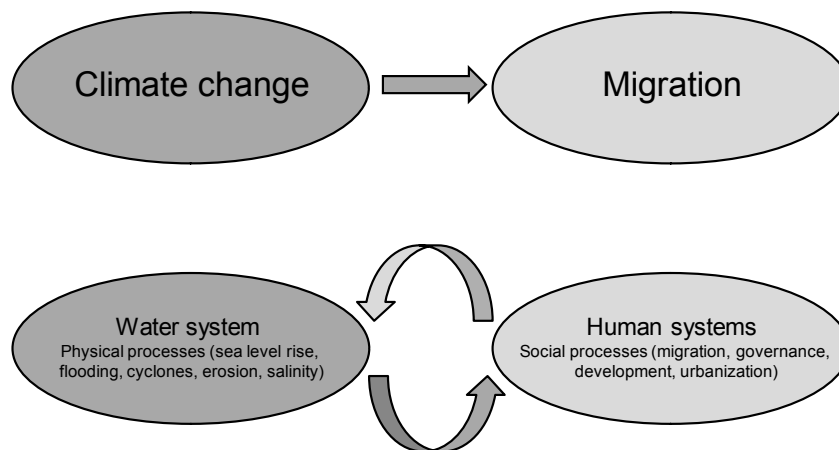 Climate change
Migration
Water system
Physical processes (sea level rise,
flooding, cyclones, erosion, salinity)
Human systems
Social processes (migration, governance,
development, urbanization)